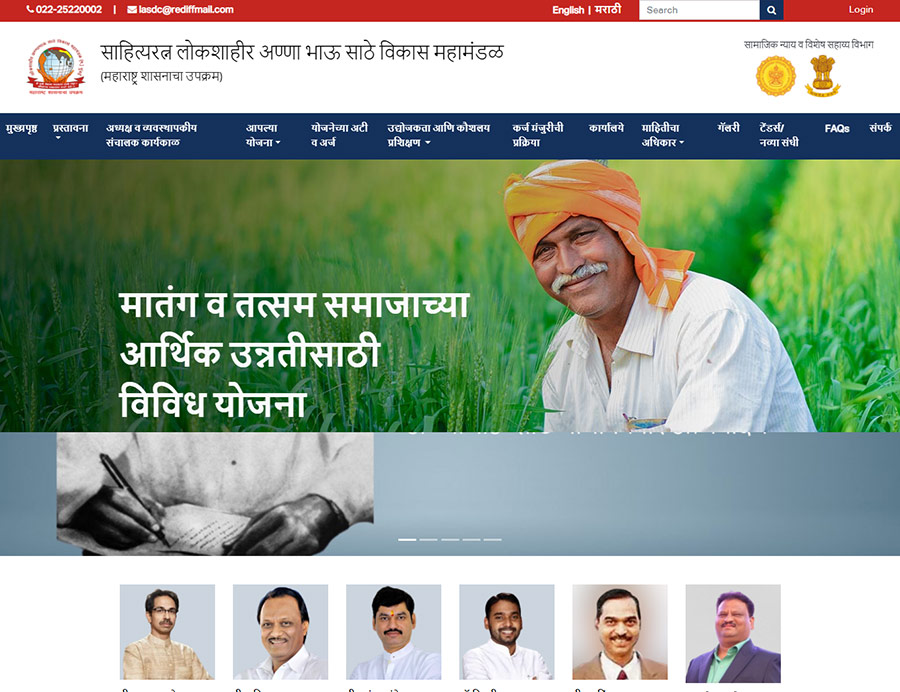 022-25220002 | lasdc@rediffmail.com
English | मराठी
Search
Login
साहित्यरत्न लोकशाहीर अण्णा भाऊ साठे विकास महामंडळ
(महाराष्ट्र शासनाचा उपक्रम)
सामाजिक न्याय व विशेष सहाय्य विभाग
मुख्यपृष्ठ
प्रस्तावना
अध्यक्ष व व्यवस्थापकीय
संचालक कार्यकाळ
आपल्या
योजना
योजनेच्या अटी
व अर्ज
उद्योजकता आणि कौशल्य
प्रशिक्षण
कर्ज मंजुरीची
प्रक्रिया
कार्यालये
माहितीचा
अधिकार
गॅलरी
टेंडर्स/
नव्या संधी
FAQs
संपर्क
मातंग व तत्सम समाजाच्या
आर्थिक उन्नतीसाठी
विविध योजना